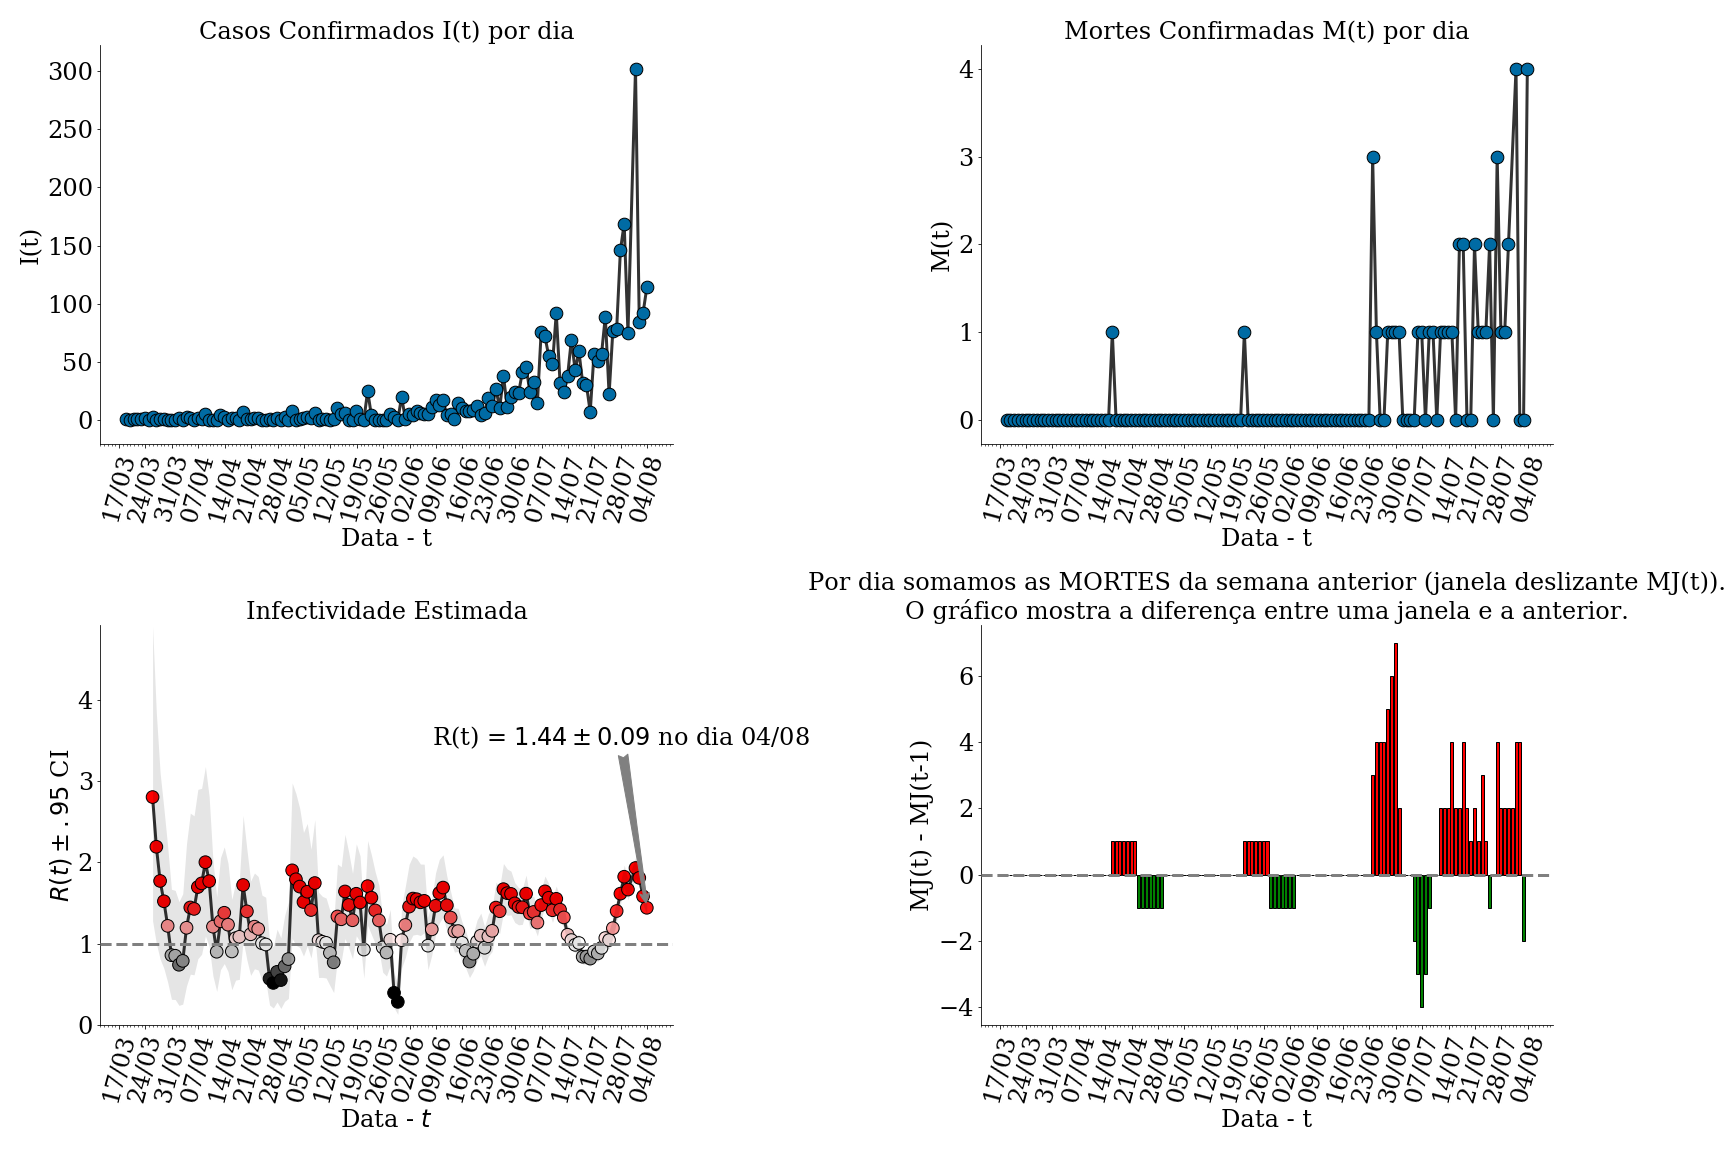 Casos Confirmados I(t) por dia
I(t)
300
250
200
150
100
50
0
17/03 24/03 31/03 07/04 14/04 21/04 28/04 05/05 12/05 19/05 26/05 02/06 09/06 16/06 23/06 30/06 07/07 14/07 21/07 28/07 04/08
Data - t
Mortes Confirmadas M(t) por dia
M(t)
4
3
2
1
0
17/03 24/03 31/03 07/04 14/04 21/04 28/04 05/05 12/05 19/05 26/05 02/06 09/06 16/06 23/06 30/06 07/07 14/07 21/07 28/07 04/08
Data - t
Infectividade Estimada
R(t) ± .95 CI
4
3
2
1
0
R(t) = 1.44 ± 0.09 no dia 04/08
17/03 24/03 31/03 07/04 14/04 21/04 28/04 05/05 12/05 19/05 26/05 02/06 09/06 16/06 23/06 30/06 07/07 14/07 21/07 28/07 04/08
Data - t
Por dia somamos as MORTES da semana anterior (janela deslizante MJ(t)).
O gráfico mostra a diferença entre uma janela e a anterior.
MJ(t) - MJ(t-1)
6
4
2
0
−2
−4
17/03 24/03 31/03 07/04 14/04 21/04 28/04 05/05 12/05 19/05 26/05 02/06 09/06 16/06 23/06 30/06 07/07 14/07 21/07 28/07 04/08
Data - t